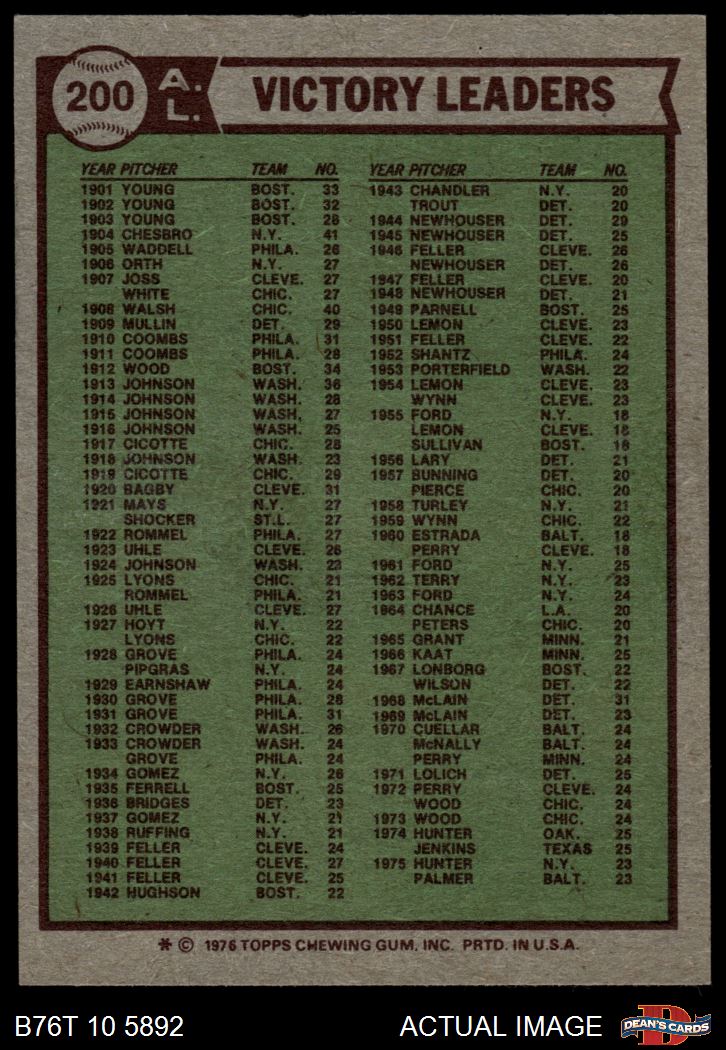 200 A.L. VICTORY LEADERS
YEAR PITCHER TEAM NO.
1901 YOUNG BOST. 33
1902 YOUNG BOST. 32
1903 YOUNG BOST. 28
1904 CHESBRO N.Y. 41
1905 WADDELL PHILA. 26
1906 ORTH N.Y. 27
1907 JOSS CLEVE. 27
WHITE CHIC. 27
1908 WALSH CHIC. 40
1909 MULLIN DET. 29
1910 COOMBS PHILA. 31
1911 COOMBS PHILA. 28
1912 WOOD BOST. 34
1913 JOHNSON WASH. 36
1914 JOHNSON WASH. 28
1915 JOHNSON WASH. 27
1916 JOHNSON WASH. 25
1917 CICOTTE CHIC. 28
1918 JOHNSON WASH. 23
1919 CICOTTE CHIC. 29
1920 BAGBY CLEVE. 31
1921 MAYS N.Y. 27
SHOCKER ST.L. 27
1922 ROMMEL PHILA. 27
1923 UHLE CLEVE. 26
1924 JOHNSON WASH. 23
1925 LYONS CHIC. 21
ROMMEL PHILA. 21
1926 UHLE CLEVE. 27
1927 HOYT N.Y. 22
LYONS CHIC. 22
1928 GROVE PHILA. 24
PIPGRAS N.Y. 24
1929 EARNSHAW PHILA. 24
1930 GROVE PHILA. 28
1931 GROVE PHILA. 31
1932 CROWDER WASH. 26
1933 CROWDER WASH. 24
GROVE PHILA. 24
1934 GOMEZ N.Y. 26
1935 FERRELL BOST. 25
1936 BRIDGES DET. 23
1937 GOMEZ N.Y. 21
1938 RUFFING N.Y. 21
1939 FELLER CLEVE. 24
1940 FELLER CLEVE. 27
1941 FELLER CLEVE. 25
1942 HUGHSON BOST. 22
YEAR PITCHER TEAM NO.
1943 CHANDLER N.Y. 20
TROUT DET. 20
1944 NEWHOUSER DET. 29
1945 NEWHOUSER DET. 25
1946 FELLER CLEVE. 26
NEWHOUSER DET. 26
1947 FELLER CLEVE. 20
1948 NEWHOUSER DET. 21
1949 PARNELL BOST. 25
1950 LEMON CLEVE. 23
1951 FELLER CLEVE. 22
1952 SHANTZ PHILA. 24
1953 PORTERFIELD WASH. 22
1954 LEMON CLEVE. 23
WYNN CLEVE. 23
1955 FORD N.Y. 18
LEMON CLEVE. 18
SULLIVAN BOST. 18
1956 LARY DET. 21
1957 BUNNING DET. 20
PIERCE CHIC. 20
1958 TURLEY N.Y. 21
1959 WYNN CHIC. 22
1960 ESTRADA BALT. 18
PERRY CLEVE. 18
1961 FORD N.Y. 25
1962 TERRY N.Y. 23
1963 FORD N.Y. 24
1964 CHANCE L.A. 20
PETERS CHIC. 20
1965 GRANT MINN. 21
1966 KAAT MINN. 25
1967 LONBORG BOST. 22
WILSON DET. 22
1968 McLAIN DET. 31
1969 McLAIN DET. 23
1970 CUELLAR BALT. 24
McNALLY BALT. 24
PERRY MINN. 24
1971 LOLICH DET. 25
1972 PERRY CLEVE. 24
WOOD CHIC. 24
1973 WOOD CHIC. 24
1974 HUNTER OAK. 25
JENKINS TEXAS 25
1975 HUNTER N.Y. 23
PALMER BALT. 23
* © 1976 TOPPS CHEWING GUM, INC. PRTD. IN U.S.A.
B76T 10 5892 ACTUAL IMAGE D DEAN'S CARDS